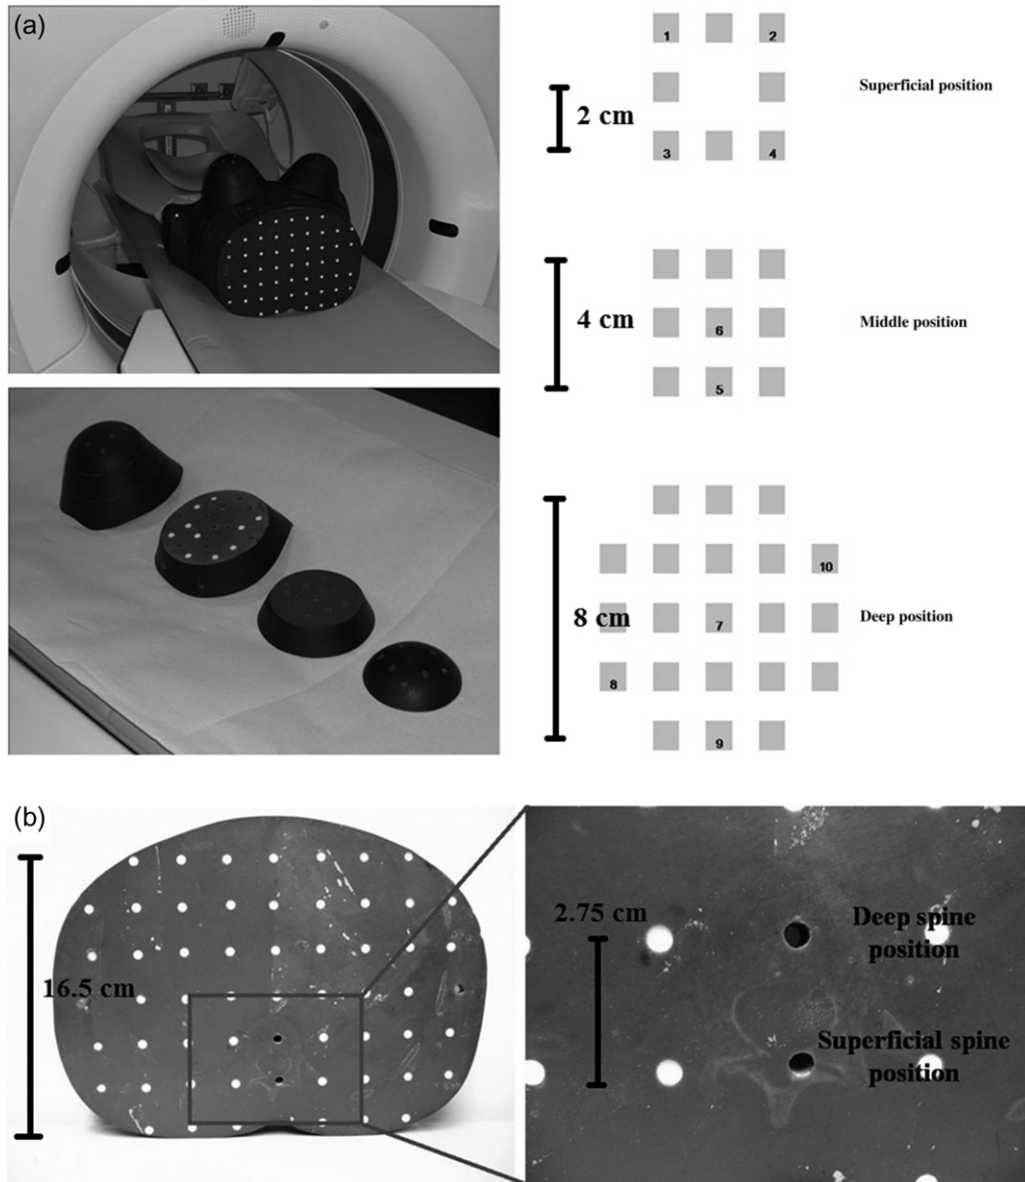 (a)
1 2
Superficial position
2 cm
3 4
4 cm
6
Middle position
5
10
8 cm
7
Deep position
8
9
(b)
16.5 cm
2.75 cm
Deep spine
position
Superficial spine
position